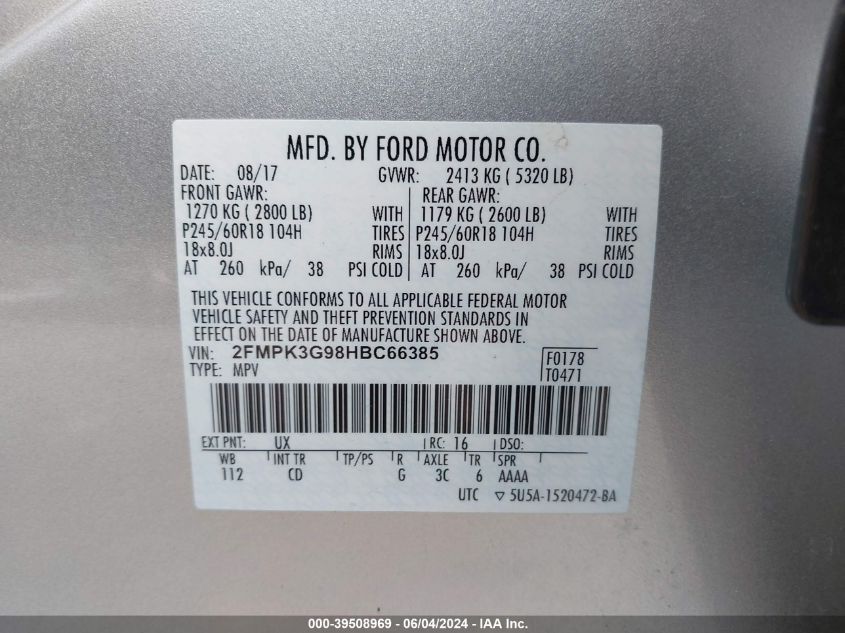 MFD. BY FORD MOTOR CO.
DATE: 08/17 GVWR: 2413 KG ( 5320 LB)
FRONT GAWR: REAR GAWR:
1270 KG ( 2800 LB) WITH 1179 KG ( 2600 LB) WITH
P245/60R18 104H TIRES P245/60R18 104H TIRES
18x8.0J RIMS 18x8.0J RIMS
AT 260 kPa/ 38 PSI COLD AT 260 kPa/ 38 PSI COLD
THIS VEHICLE CONFORMS TO ALL APPLICABLE FEDERAL MOTOR
VEHICLE SAFETY AND THEFT PREVENTION STANDARDS IN
EFFECT ON THE DATE OF MANUFACTURE SHOWN ABOVE.
VIN: 2FMPK3G98HBC66385 F0178
TYPE: MPV T0471
EXT PNT: UX RC: 16 DSO:
WB INT TR TP/PS R AXLE TR SPR
112 CD G 3C 6 AAAA
UTC ▽ 5U5A-1520472-BA
000-39508969 - 06/04/2024 - IAA Inc.